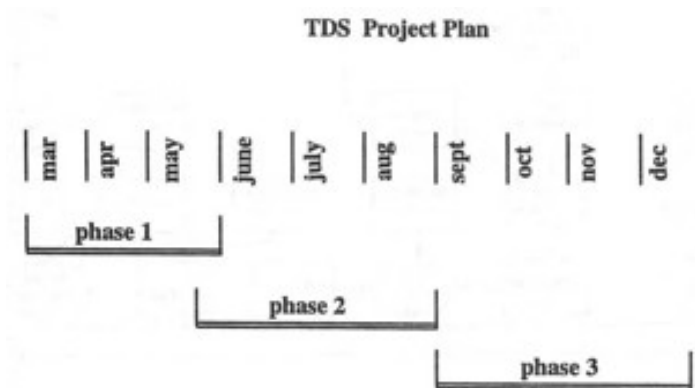 TDS Project Plan
mar apr may june july aug sept oct nov dec
phase 1
phase 2
phase 3